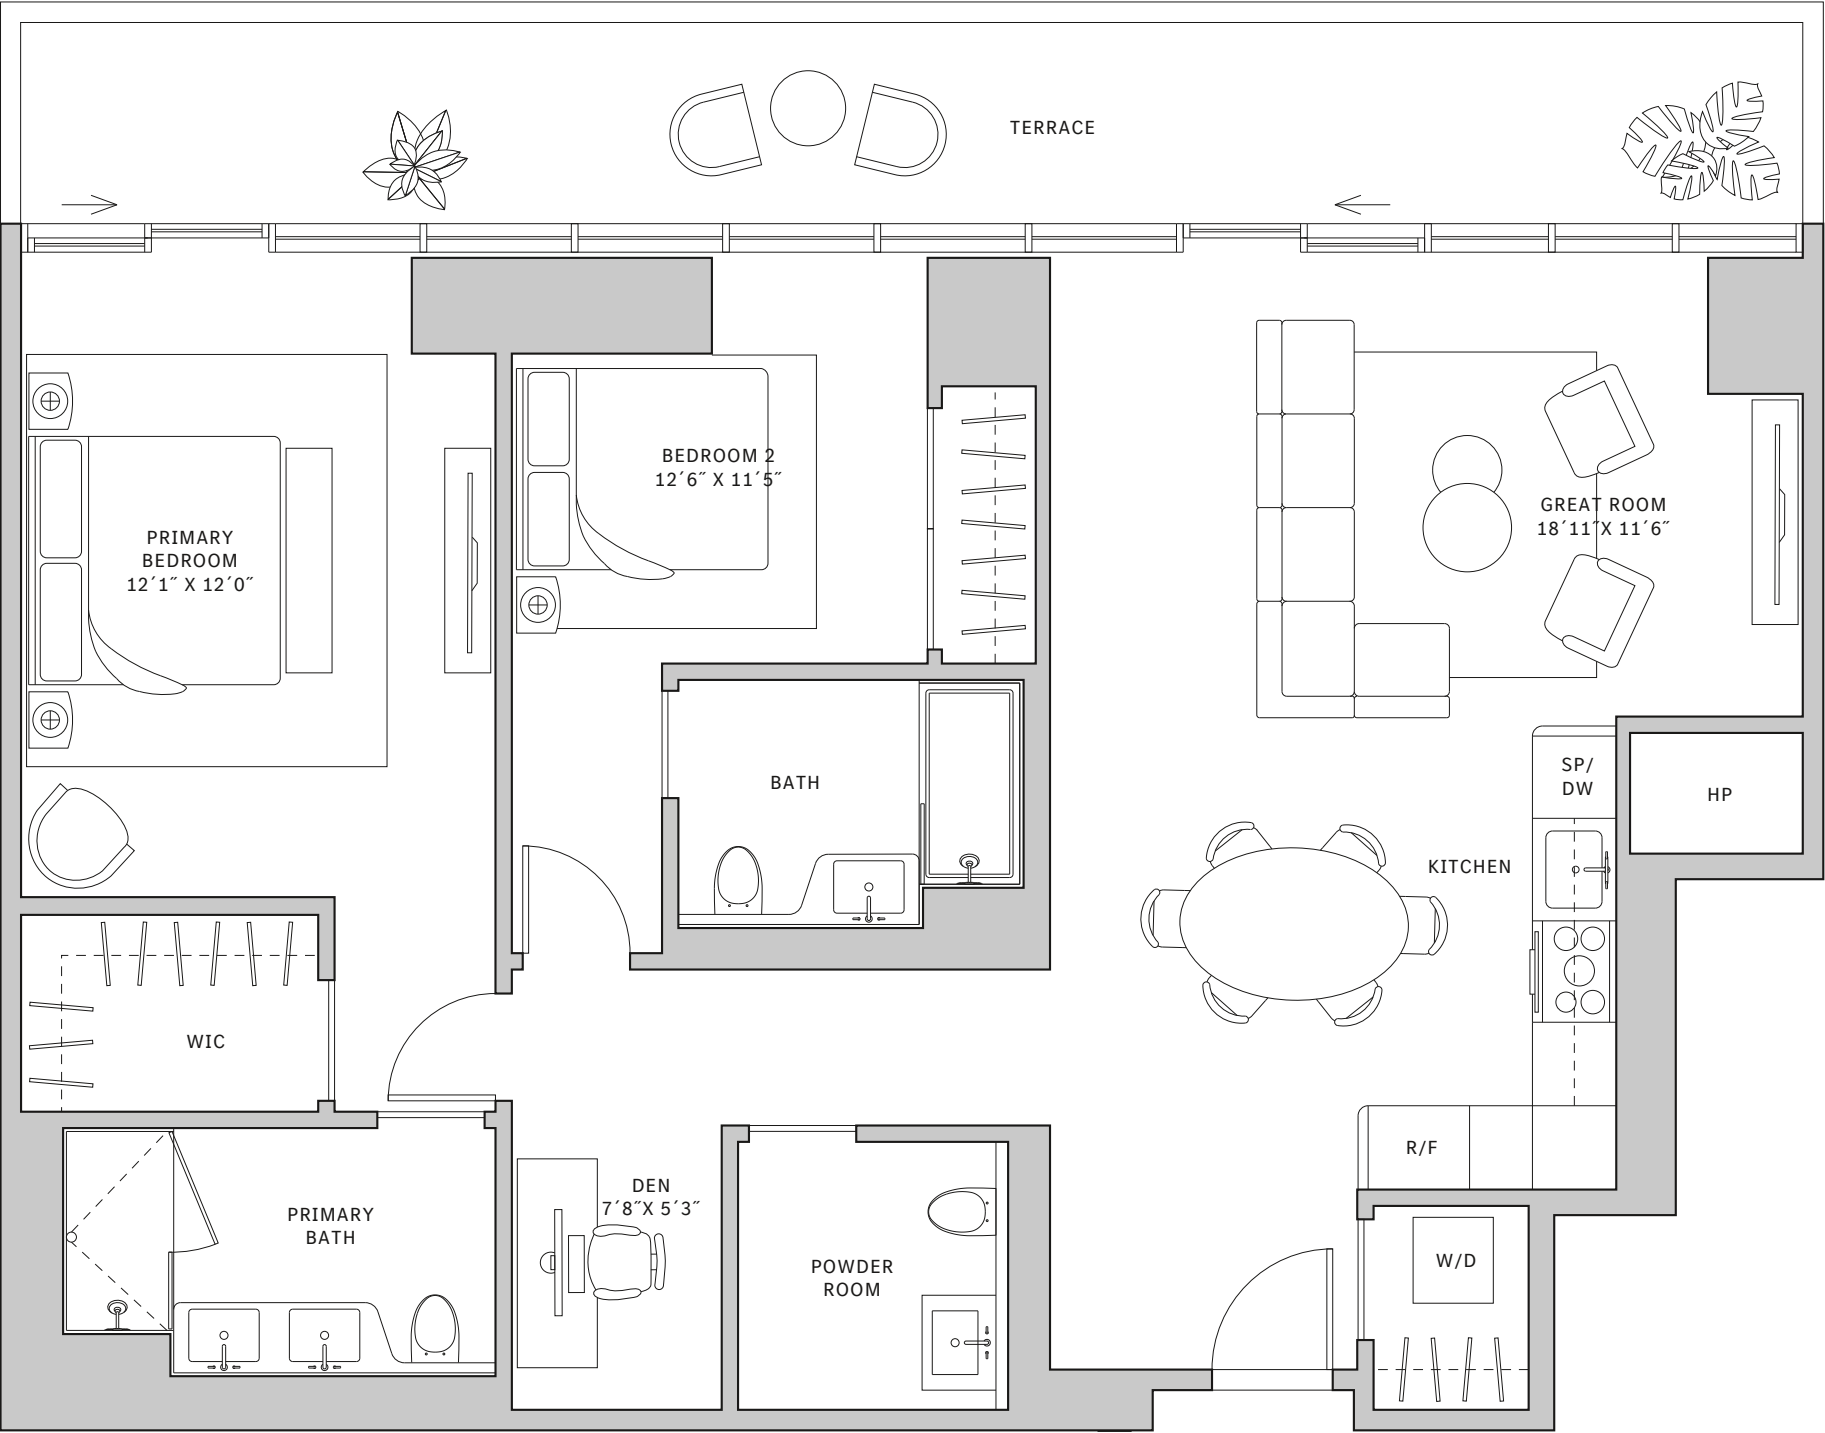 TERRACE
BEDROOM 2
12´6˝ X 11´5˝
GREAT ROOM
18´11˝X 11´6˝
PRIMARY
BEDROOM
12´1˝ X 12´0˝
SP/
DW
BATH
HP
KITCHEN
WIC
R/F
DEN
7´8˝X 5´3˝
PRIMARY
BATH
W/D
POWDER
ROOM